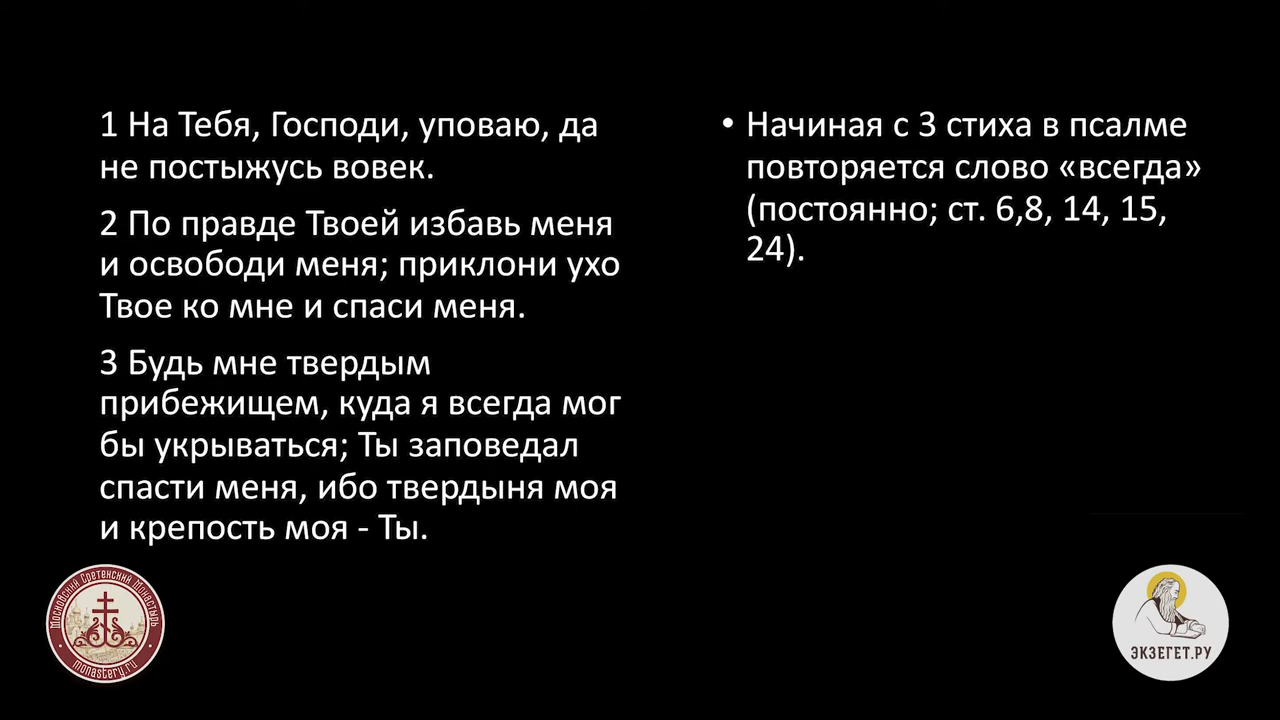 1 На Тебя, Господи, уповаю, да
не постыжусь вовек.
2 По правде Твоей избавь меня
и освободи меня; приклони ухо
Твое ко мне и спаси меня.
3 Будь мне твердым
прибежищем, куда я всегда мог
бы укрываться; Ты заповедал
спасти меня, ибо твердыня моя
и крепость моя - Ты.
• Начиная с 3 стиха в псалме
повторяется слово «всегда»
(постоянно; ст. 6,8, 14, 15,
24).
Московский Сретенский Монастырь
monastery.ru
ЭКЗЕГЕТ.РУ